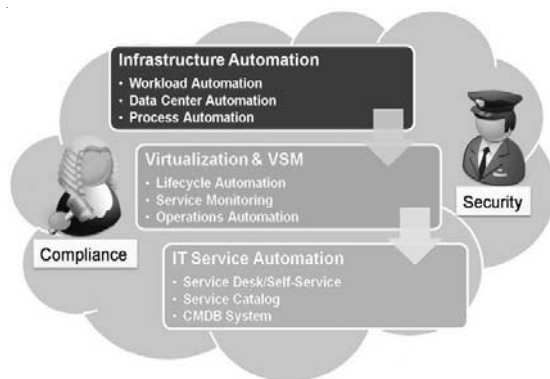 Infrastructure Automation
• Workload Automation
• Data Center Automation
• Process Automation
Virtualization & VSM
• Lifecycle Automation
• Service Monitoring
• Operations Automation
IT Service Automation
• Service Desk/Self-Service
• Service Catalog
• CMDB System
Compliance
Security